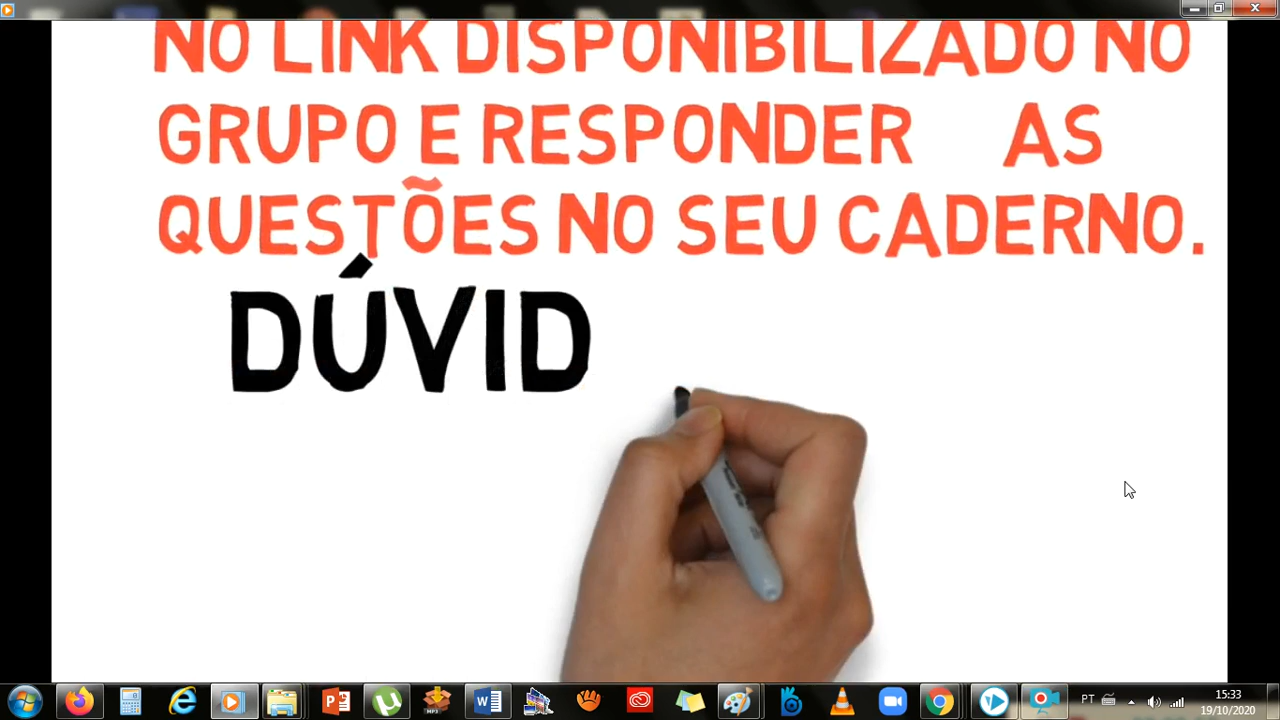 NO LINK DISPONIBILIZADO NO
GRUPO E RESPONDER AS
QUESTÕES NO SEU CADERNO.
DÚVID
PT
15:33
19/10/2020